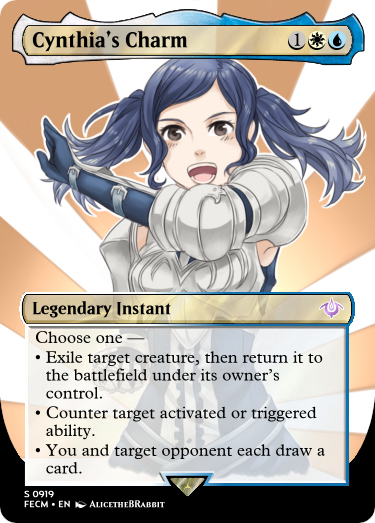 Cynthia's Charm 1
Legendary Instant
Choose one —
• Exile target creature, then return it to
the battlefield under its owner's
control.
• Counter target activated or triggered
ability.
• You and target opponent each draw a
card.
S 0919
FECM • EN AlicetheBRabbit